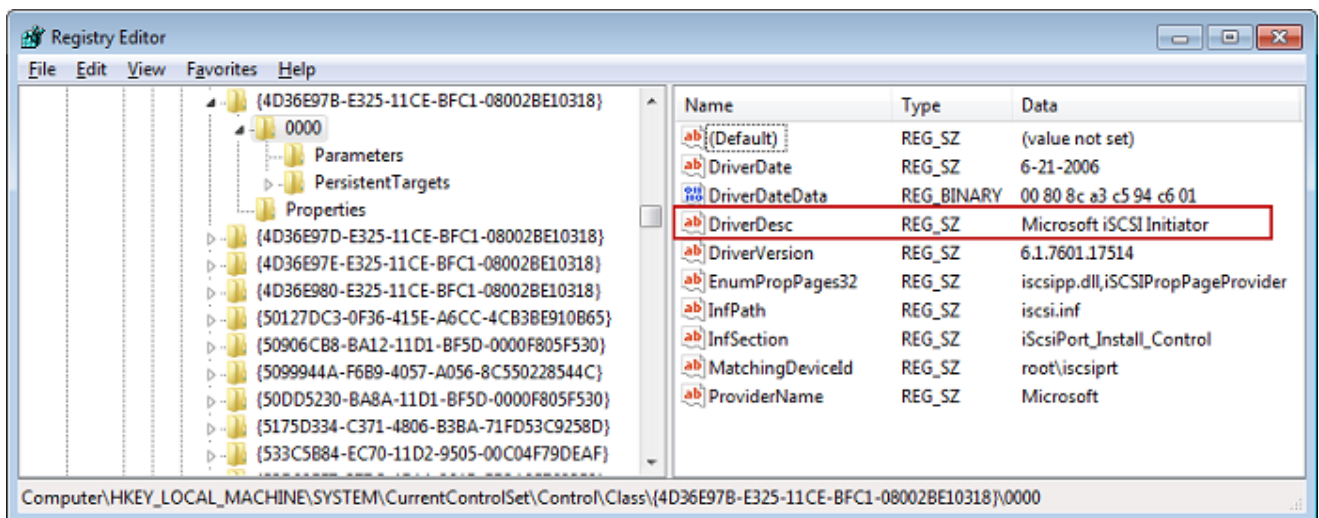 Registry Editor
File Edit View Favorites Help
{4D36E97B-E325-11CE-BFC1-08002BE10318}
0000
Parameters
PersistentTargets
Properties
{4D36E97D-E325-11CE-BFC1-08002BE10318}
{4D36E97E-E325-11CE-BFC1-08002BE10318}
{4D36E980-E325-11CE-BFC1-08002BE10318}
{50127DC3-0F36-415E-A6CC-4CB3BE910B65}
{50906CB8-BA12-11D1-BF5D-0000F805F530}
{5099944A-F6B9-4057-A056-8C550228544C}
{50DD5230-BA8A-11D1-BF5D-0000F805F530}
{5175D334-C371-4806-B3BA-71FD53C9258D}
{533C5B84-EC70-11D2-9505-00C04F79DEAF}
Name Type Data
(Default) REG_SZ (value not set)
DriverDate REG_SZ 6-21-2006
DriverDateData REG_BINARY 00 80 8c a3 c5 94 c6 01
DriverDesc REG_SZ Microsoft iSCSI Initiator
DriverVersion REG_SZ 6.1.7601.17514
EnumPropPages32 REG_SZ iscsipp.dll,iSCSIPropPageProvider
InfPath REG_SZ iscsi.inf
InfSection REG_SZ iScsiPort_Install_Control
MatchingDeviceId REG_SZ root\iscsiprt
ProviderName REG_SZ Microsoft
Computer\HKEY_LOCAL_MACHINE\SYSTEM\CurrentControlSet\Control\Class\{4D36E97B-E325-11CE-BFC1-08002BE10318}\0000